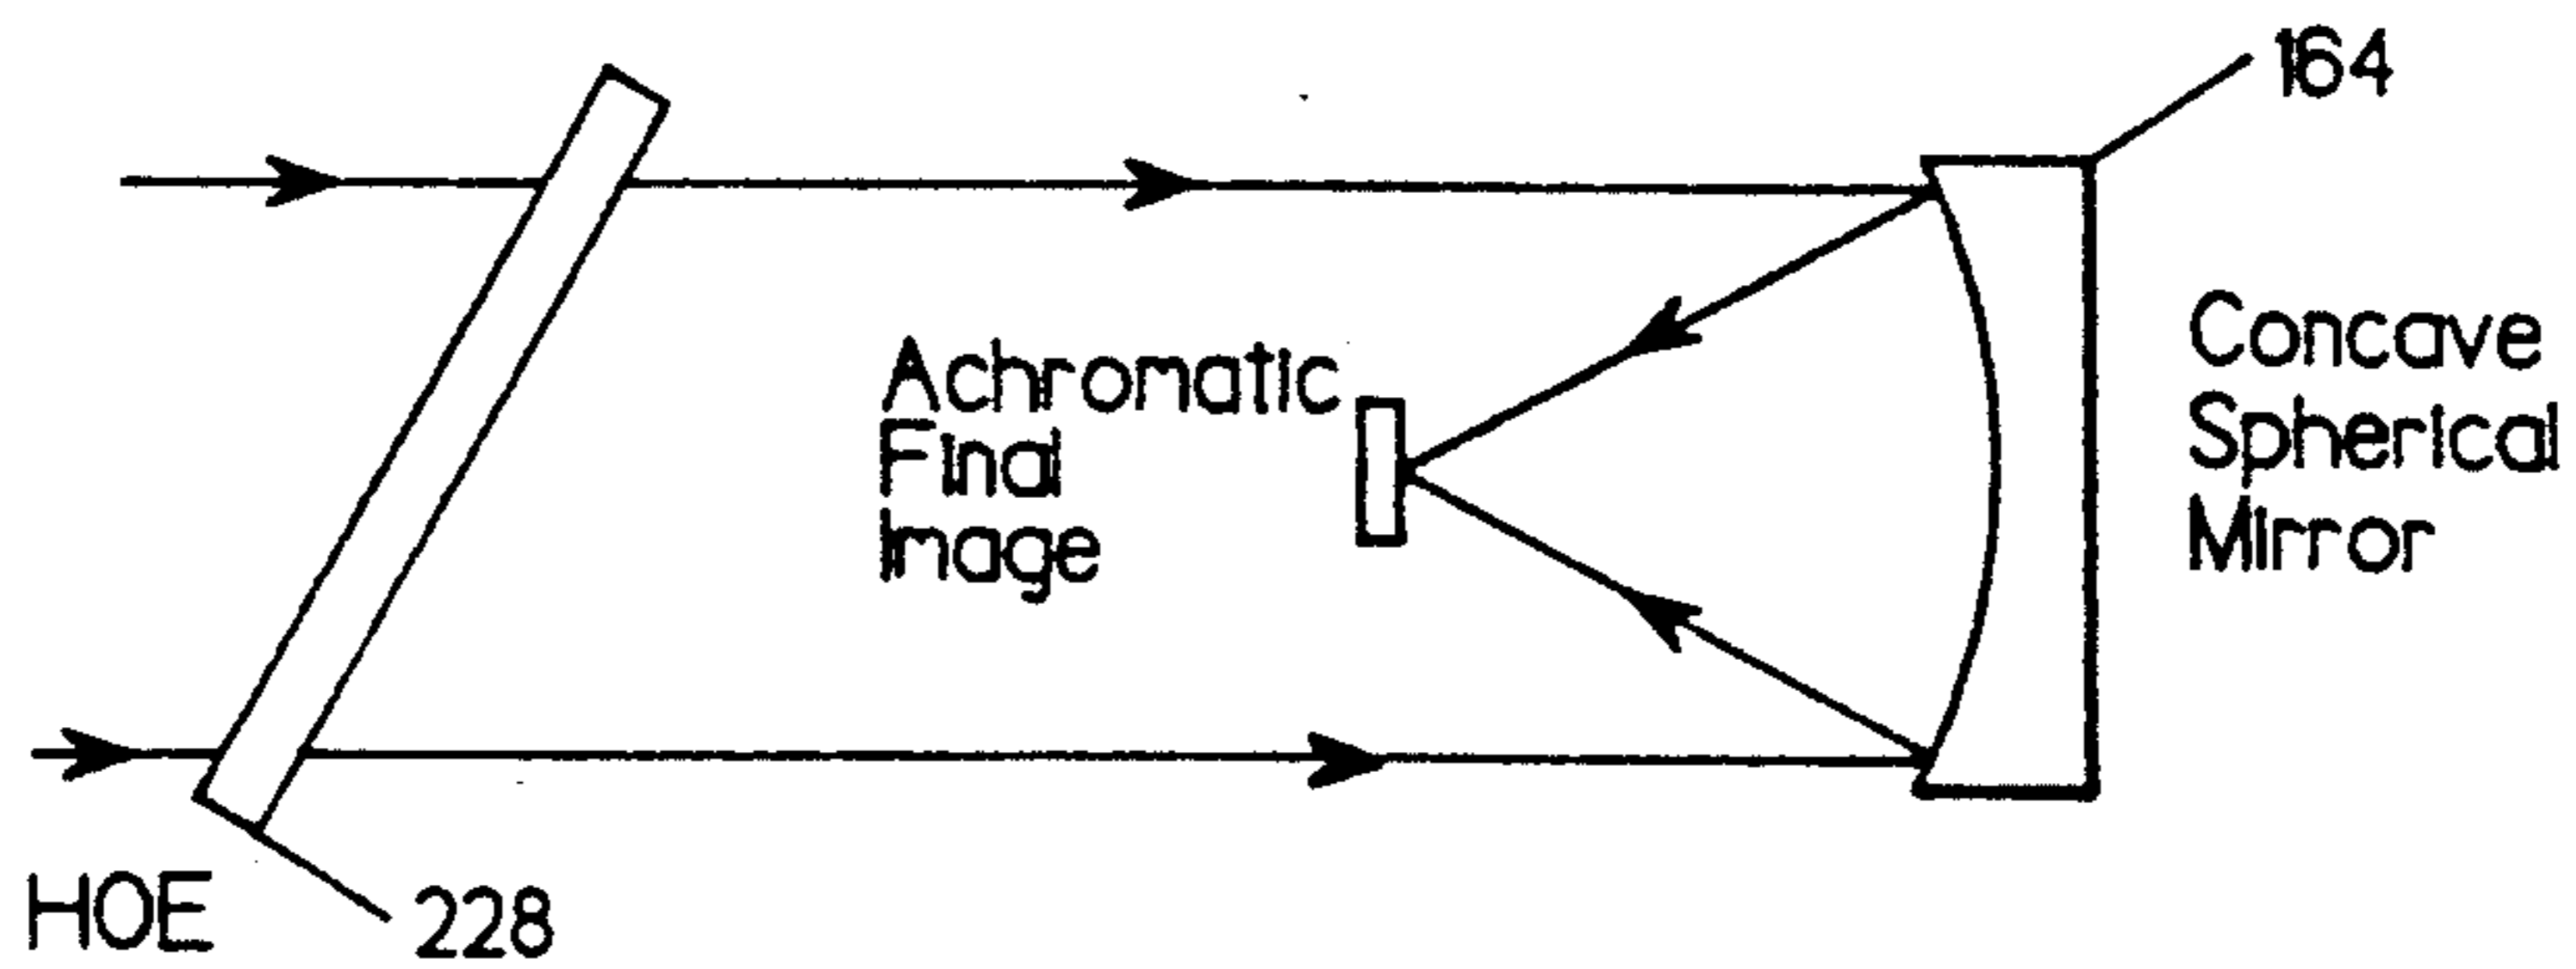 164
Achromatic
Final
Image
Concave
Spherical
Mirror
HOE
228